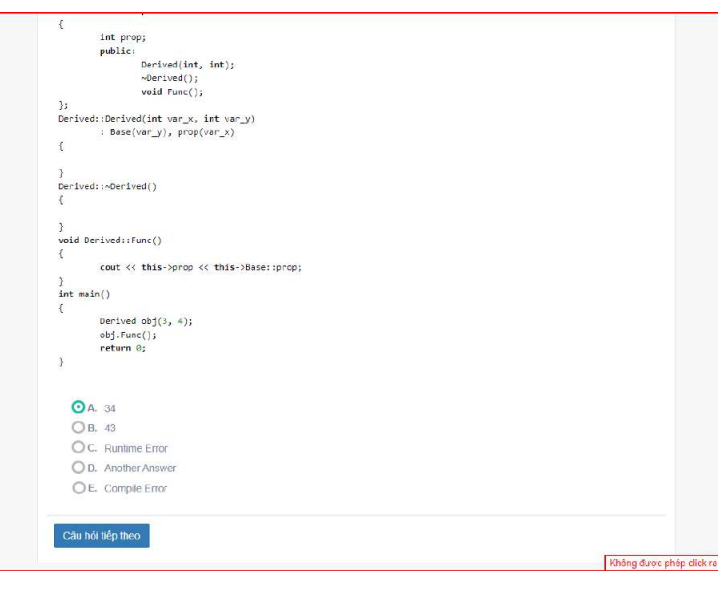 {
int prop;
public:
Derived(int, int);
~Derived();
void Func();
};
Derived::Derived(int var_x, int var_y)
: Base(var_y), prop(var_x)
{
}
Derived::~Derived()
{
}
void Derived::Func()
{
cout << this->prop << this->Base::prop;
}
int main()
{
Derived obj(3, 4);
obj.Func();
return 0;
}
A. 34
B. 43
C. Runtime Error
D. Another Answer
E. Compile Error
Câu hỏi tiếp theo
Không được phép click ra